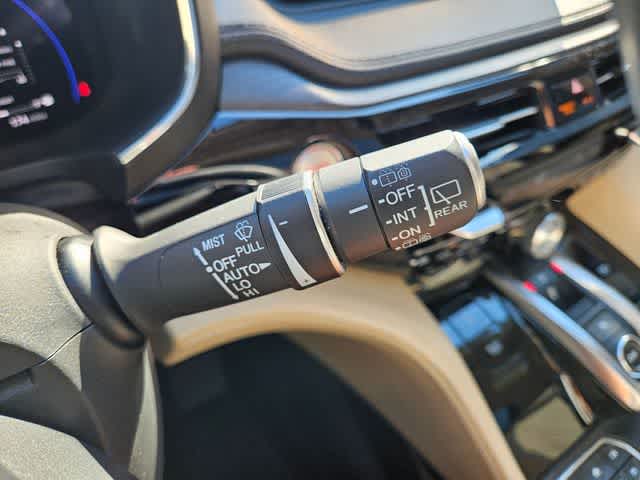 MIST
PULL
OFF
AUTO
LO
HI
OFF
INT
ON
REAR